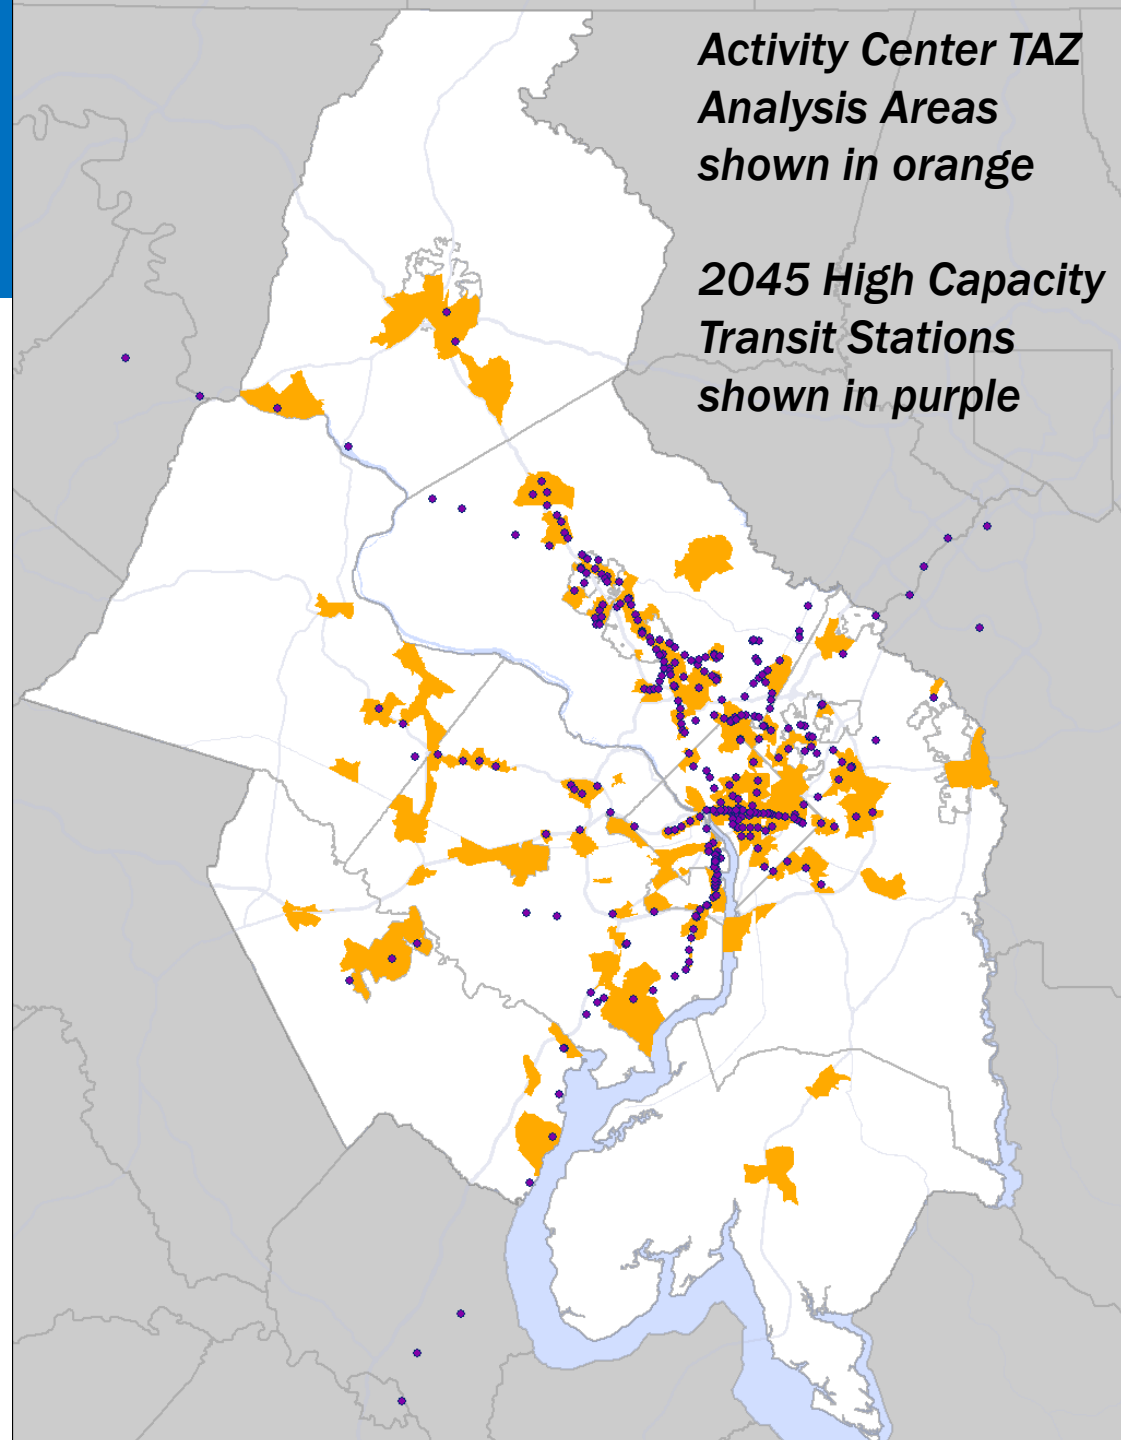 Activity Center TAZ
Analysis Areas
shown in orange
2045 High Capacity
Transit Stations
shown in purple